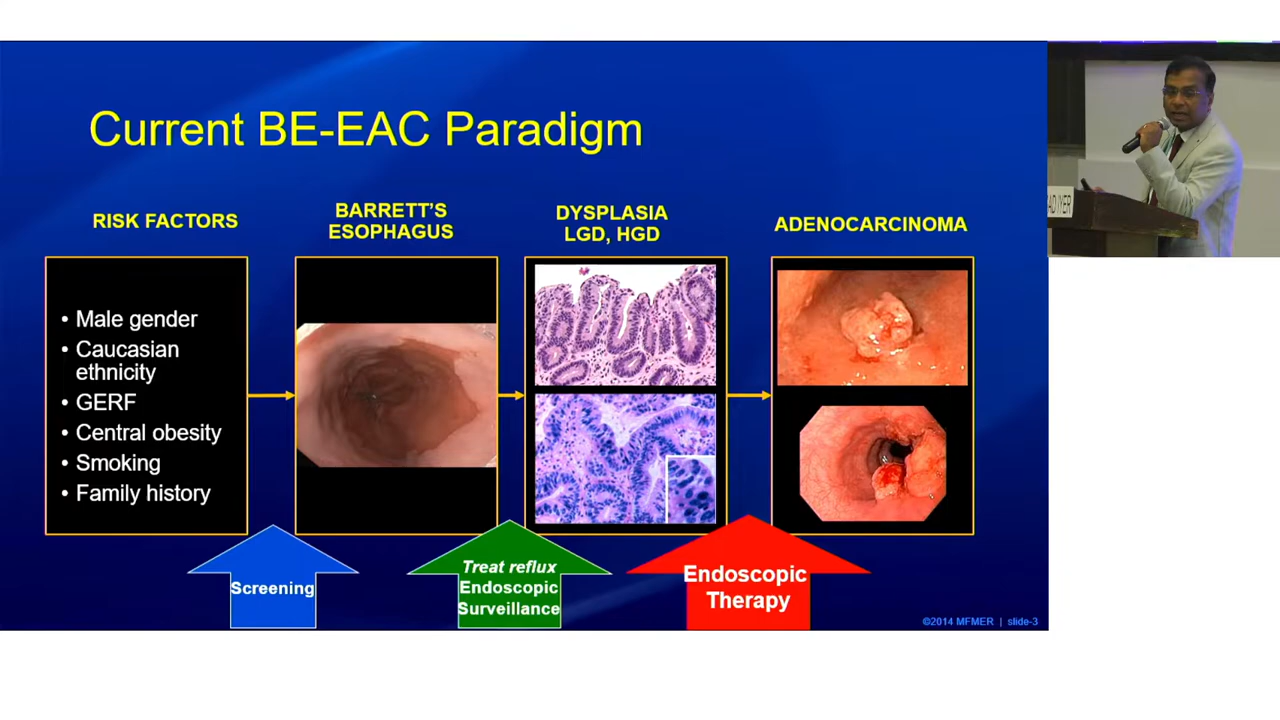 Current BE-EAC Paradigm
RISK FACTORS
• Male gender
• Caucasian
ethnicity
• GERF
• Central obesity
• Smoking
• Family history
BARRETT'S
ESOPHAGUS
DYSPLASIA
LGD, HGD
ADENOCARCINOMA
Screening
Treat reflux
Endoscopic
Surveillance
Endoscopic
Therapy
©2014 MFMER | slide-3
IYER